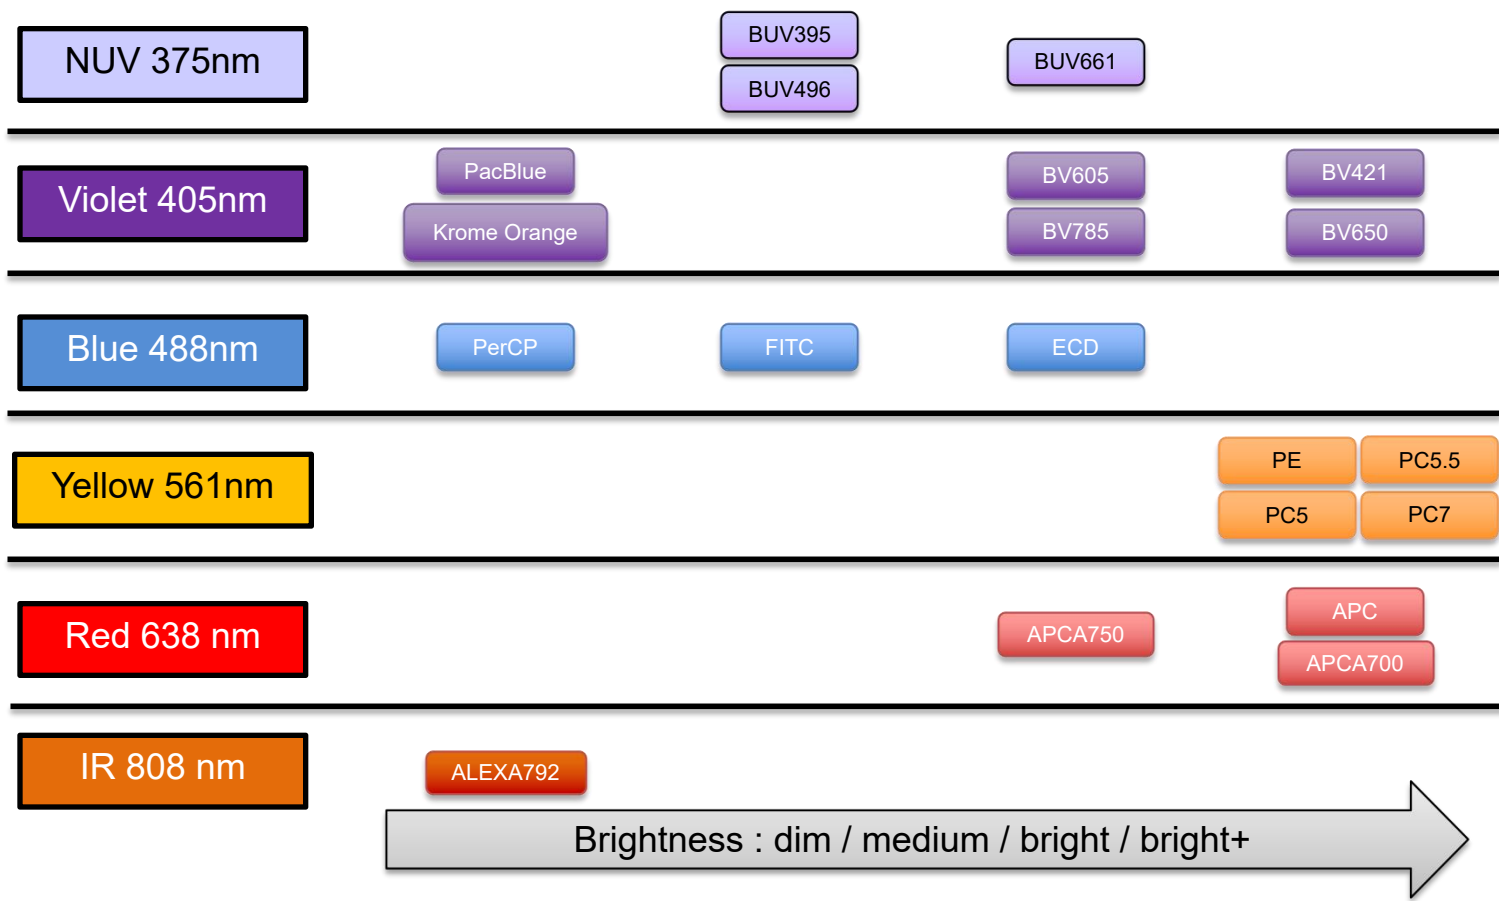 NUV 375nm
BUV395
BUV496
BUV661
Violet 405nm
PacBlue
Krome Orange
BV605
BV785
BV421
BV650
Blue 488nm
PerCP
FITC
ECD
Yellow 561nm
PE
PC5.5
PC5
PC7
Red 638 nm
APCA750
APC
APCA700
IR 808 nm
ALEXA792
Brightness : dim / medium / bright / bright+